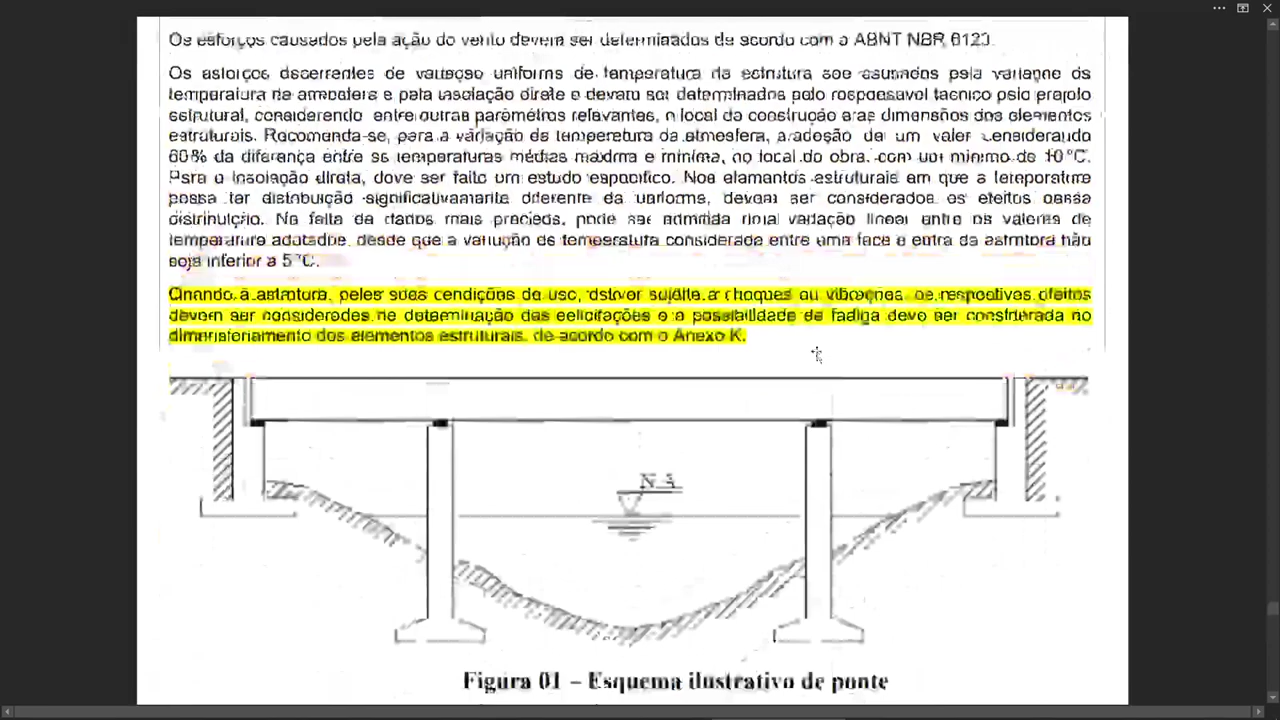 Os esforços causados pela ação do vento devem ser determinados de acordo com a ABNT NBR 6123.
Os esforços decorrentes de variação uniforme de temperatura da estrutura são causados pela variação da
temperatura da atmosfera e pela insolação direta e devem ser determinados pelo responsável técnico pelo projeto
estrutural, considerando, entre outros parâmetros relevantes, o local da construção e as dimensões dos elementos
estruturais. Recomenda-se, para a variação da temperatura da atmosfera, a adoção de um valor considerando
60% da diferença entre as temperaturas médias máxima e mínima, no local da obra, com um mínimo de 10 °C.
Para a insolação direta, deve ser feito um estudo específico. Nos elementos estruturais em que a temperatura
possa ter distribuição significativamente diferente da uniforme, devem ser considerados os efeitos dessa
distribuição. Na falta de dados mais precisos, pode ser admitida uma variação linear entre os valores de
temperatura adotados, desde que a variação de temperatura considerada entre uma face e outra da estrutura não
seja inferior a 5 °C.
Quando a estrutura, pelas suas condições de uso, estiver sujeita a choques ou vibrações, os respectivos efeitos
devem ser considerados na determinação das solicitações e a possibilidade de fadiga deve ser considerada no
dimensionamento dos elementos estruturais, de acordo com o Anexo K.
N.A
Figura 01 – Esquema ilustrativo de ponte